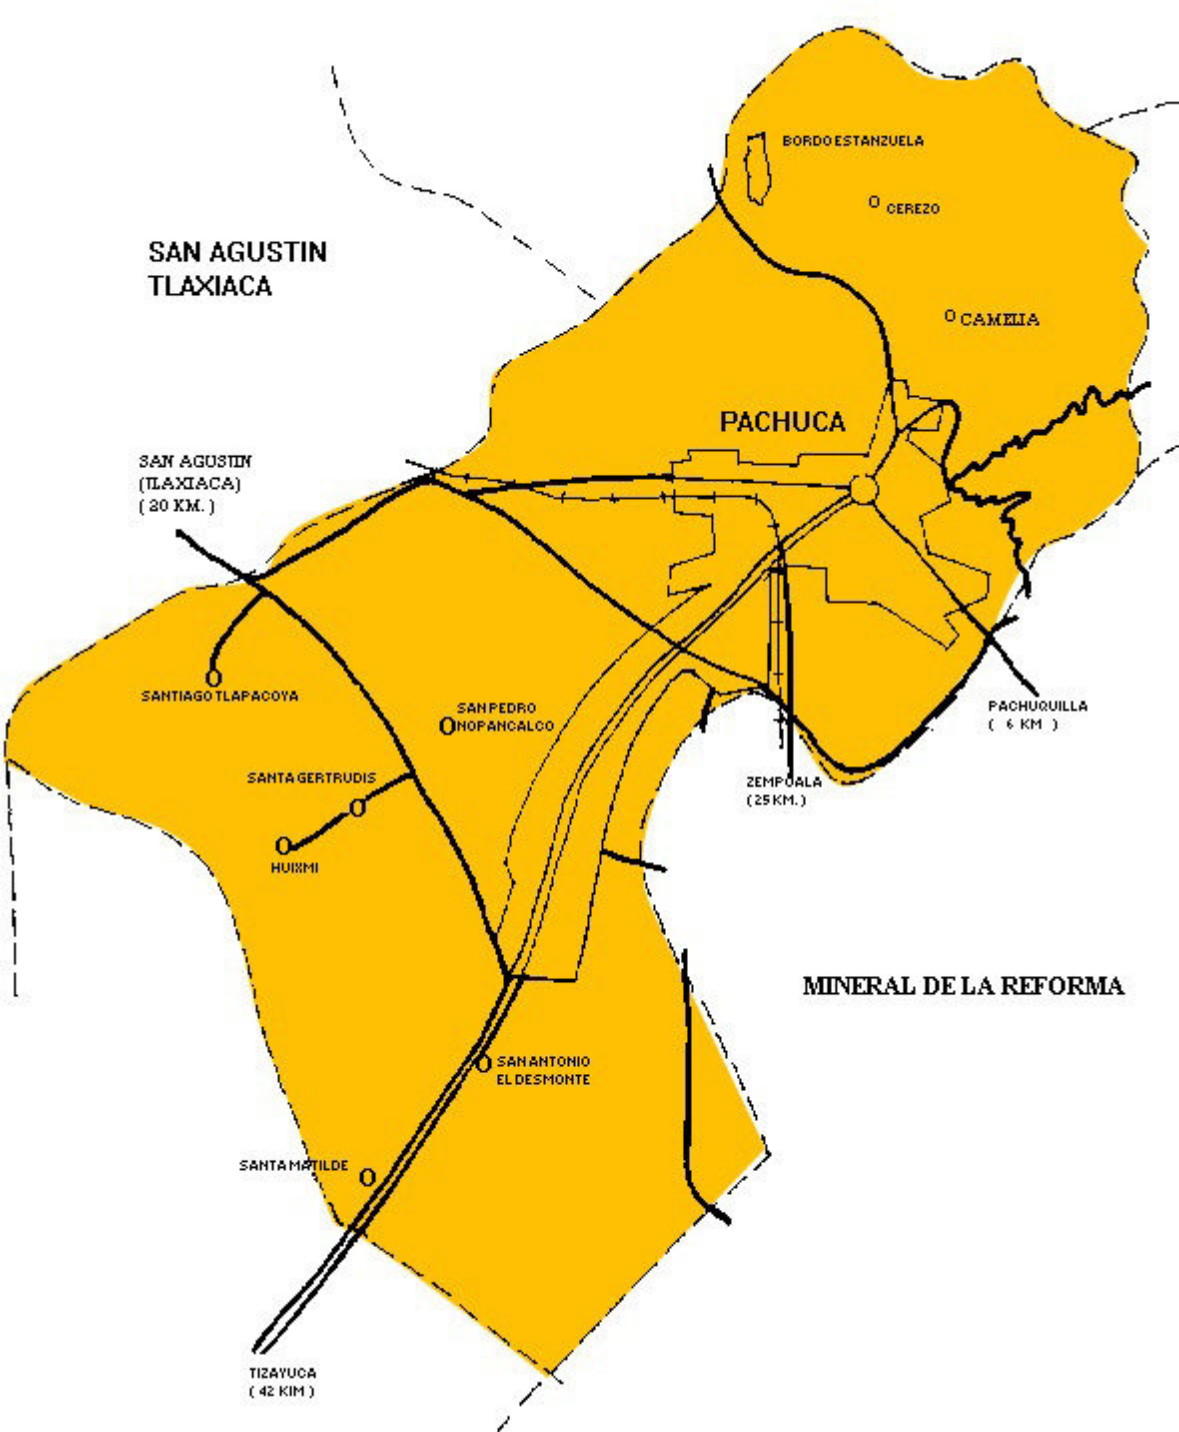 BORDO ESTANZUELA
CEREZO
SAN AGUSTIN
TLAXIACA
CAMELIA
PACHUCA
SAN AGUSTIN
(TLAXIACA)
( 20 KM. )
SANTIAGO TLAPACOYA
SAN PEDRO
NOPANCALCO
PACHUQUILLA
( 6 KM )
SANTA GERTRUDIS
ZEMPOALA
(25 KM.)
HUIXMI
MINERAL DE LA REFORMA
SAN ANTONIO
EL DESMONTE
SANTA MATILDE
TIZAYUCA
( 42 KIM )